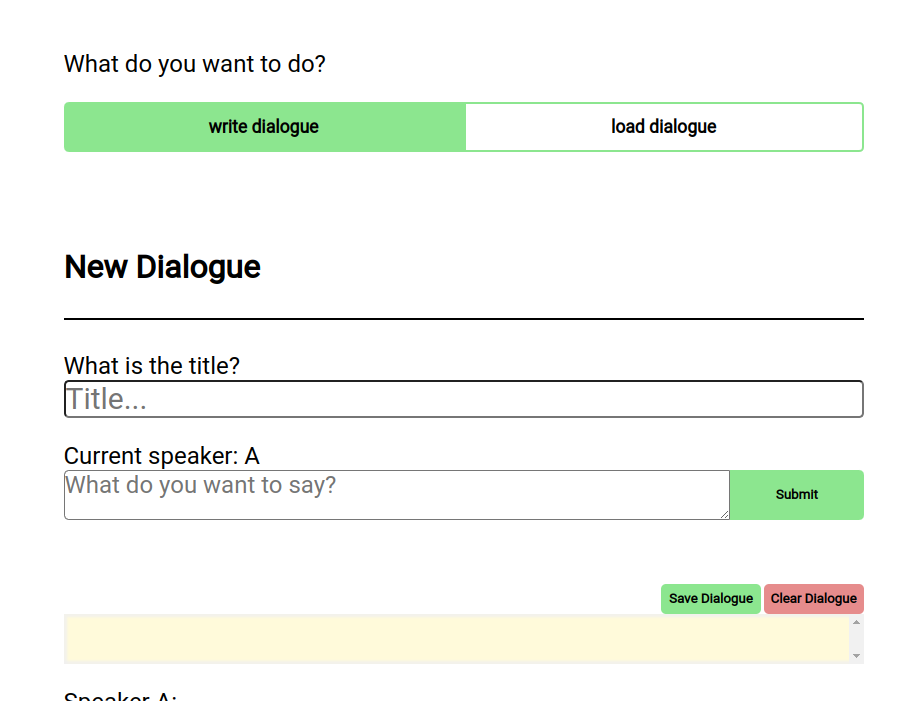 What do you want to do?
write dialogue load dialogue
New Dialogue
What is the title?
Title...
Current speaker: A
What do you want to say?
Submit
Save Dialogue Clear Dialogue
Speaker A: